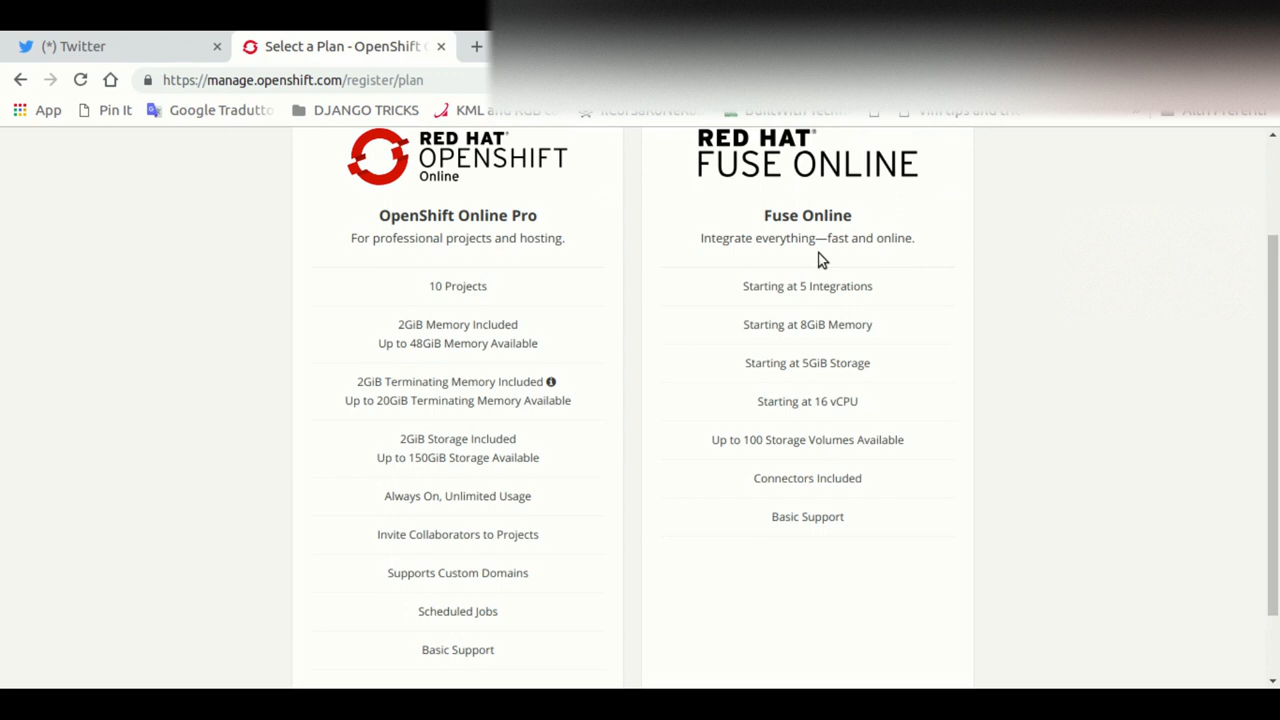 (*) Twitter
Select a Plan - OpenShift
https://manage.openshift.com/register/plan
App Pin It Google Tradutto DJANGO TRICKS KML and
RED HAT®
OPENSHIFT
Online
OpenShift Online Pro
For professional projects and hosting.
10 Projects
2GiB Memory Included
Up to 48GiB Memory Available
2GiB Terminating Memory Included
Up to 20GiB Terminating Memory Available
2GiB Storage Included
Up to 150GiB Storage Available
Always On, Unlimited Usage
Invite Collaborators to Projects
Supports Custom Domains
Scheduled Jobs
Basic Support
RED HAT®
FUSE ONLINE
Fuse Online
Integrate everything—fast and online.
Starting at 5 Integrations
Starting at 8GiB Memory
Starting at 5GiB Storage
Starting at 16 vCPU
Up to 100 Storage Volumes Available
Connectors Included
Basic Support